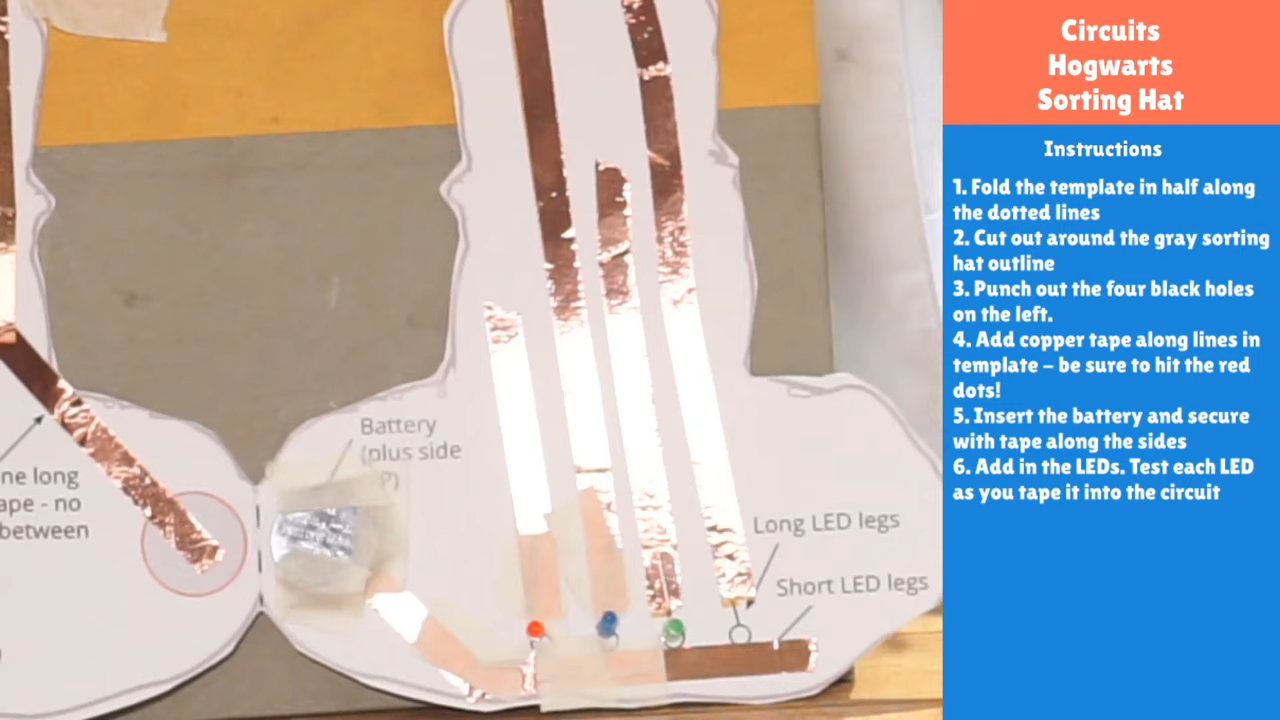 Circuits
Hogwarts
Sorting Hat
Instructions
1. Fold the template in half along
the dotted lines
2. Cut out around the gray sorting
hat outline
3. Punch out the four black holes
on the left.
4. Add copper tape along lines in
template – be sure to hit the red
dots!
5. Insert the battery and secure
with tape along the sides
6. Add in the LEDs. Test each LED
as you tape it into the circuit
Battery
(plus side
P)
ne long
ape - no
between
Long LED legs
Short LED legs